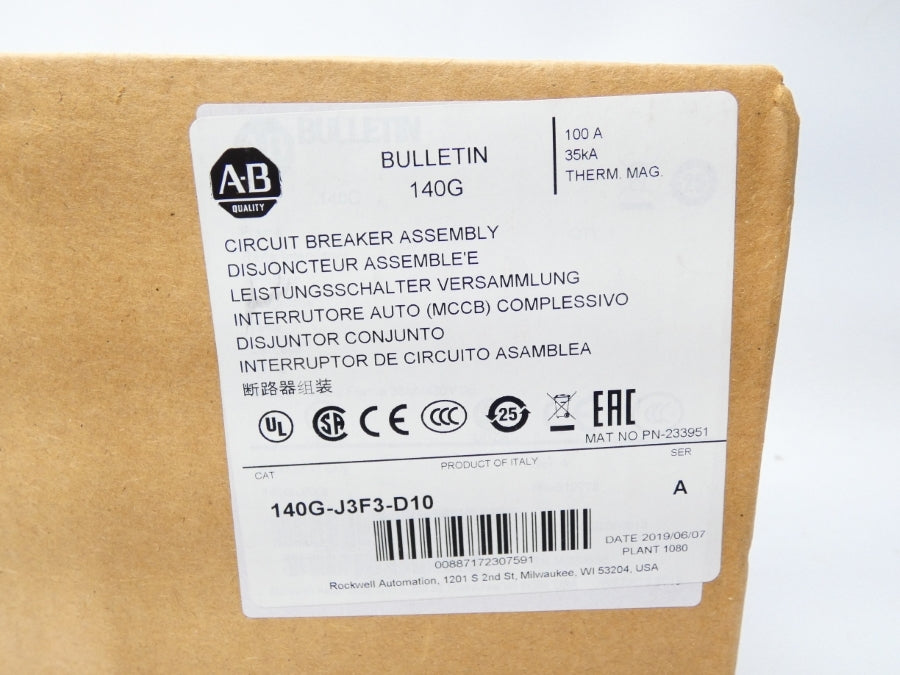 A-B
QUALITY
BULLETIN
140G
100 A
35kA
THERM. MAG.
CIRCUIT BREAKER ASSEMBLY
DISJONCTEUR ASSEMBLE'E
LEISTUNGSSCHALTER VERSAMMLUNG
INTERRUTORE AUTO (MCCB) COMPLESSIVO
DISJUNTOR CONJUNTO
INTERRUPTOR DE CIRCUITO ASAMBLEA
断路器组装
UL SA CE CCC 25 EAC
MAT NO PN-233951
CAT PRODUCT OF ITALY SER
140G-J3F3-D10 A
00887172307591
DATE 2019/06/07
PLANT 1080
Rockwell Automation, 1201 S 2nd St, Milwaukee, WI 53204, USA